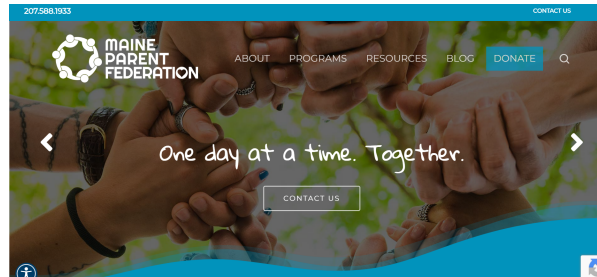 207.588.1933 CONTACT US
MAINE
PARENT
FEDERATION
ABOUT PROGRAMS RESOURCES BLOG DONATE
One day at a time. Together.
CONTACT US